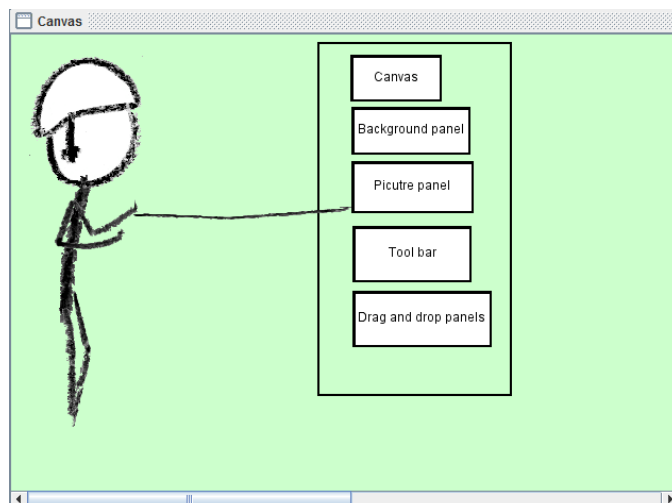 Canvas
Canvas
Background panel
Picutre panel
Tool bar
Drag and drop panels